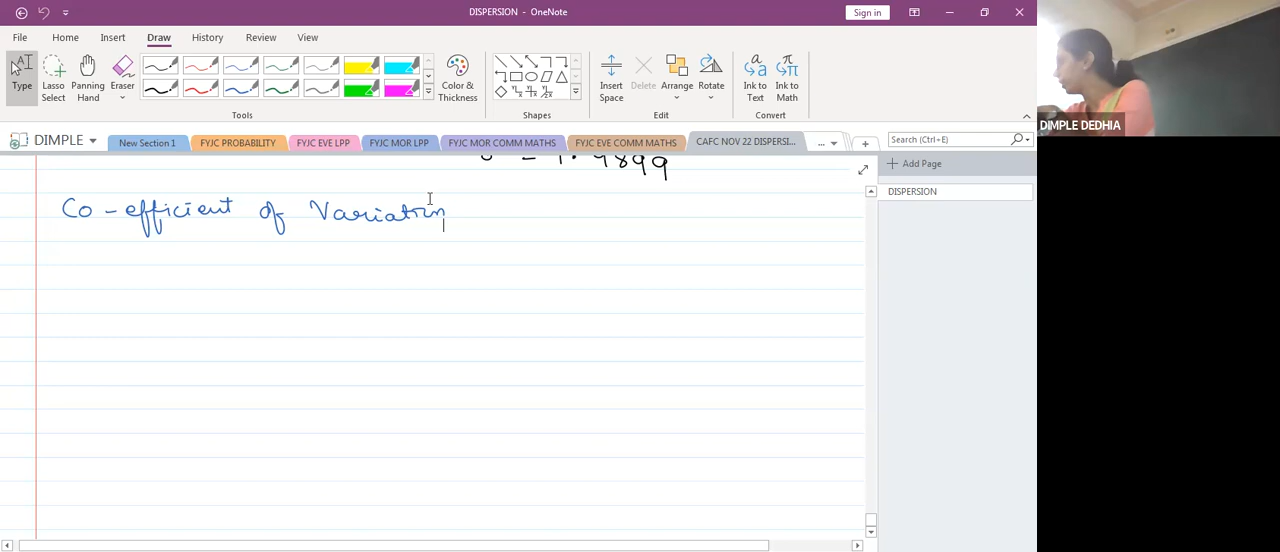 DISPERSION - OneNote
Sign in
File Home Insert Draw History Review View
Type
Lasso Select
Panning Hand
Eraser
Color & Thickness
Insert Space
Delete
Arrange
Rotate
Ink to Text
Ink to Math
Tools
Shapes
Edit
Convert
DIMPLE
New Section 1
FYJC PROBABILITY
FYJC EVE LPP
FYJC MOR LPP
FYJC MOR COMM MATHS
FYJC EVE COMM MATHS
CAFC NOV 22 DISPERSI...
Search (Ctrl+E)
Add Page
DISPERSION
Co-efficient of Variation
DIMPLE DEDHIA